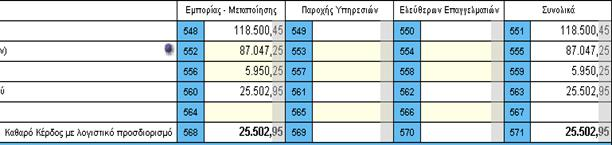 Εμπορίας - Μεταποίησης Παροχής Υπηρεσιών Ελεύθερων Επαγγελματιών Συνολικά
548 118.500,45 549 550 551 118.500,45
ν) 552 87.047,25 553 554 555 87.047,25
556 5.950,25 557 558 559 5.950,25
ύ 560 25.502,95 561 562 563 25.502,95
564 565 566 567
Καθαρό Κέρδος με λογιστικό προσδιορισμό 568 25.502,95 569 570 571 25.502,95